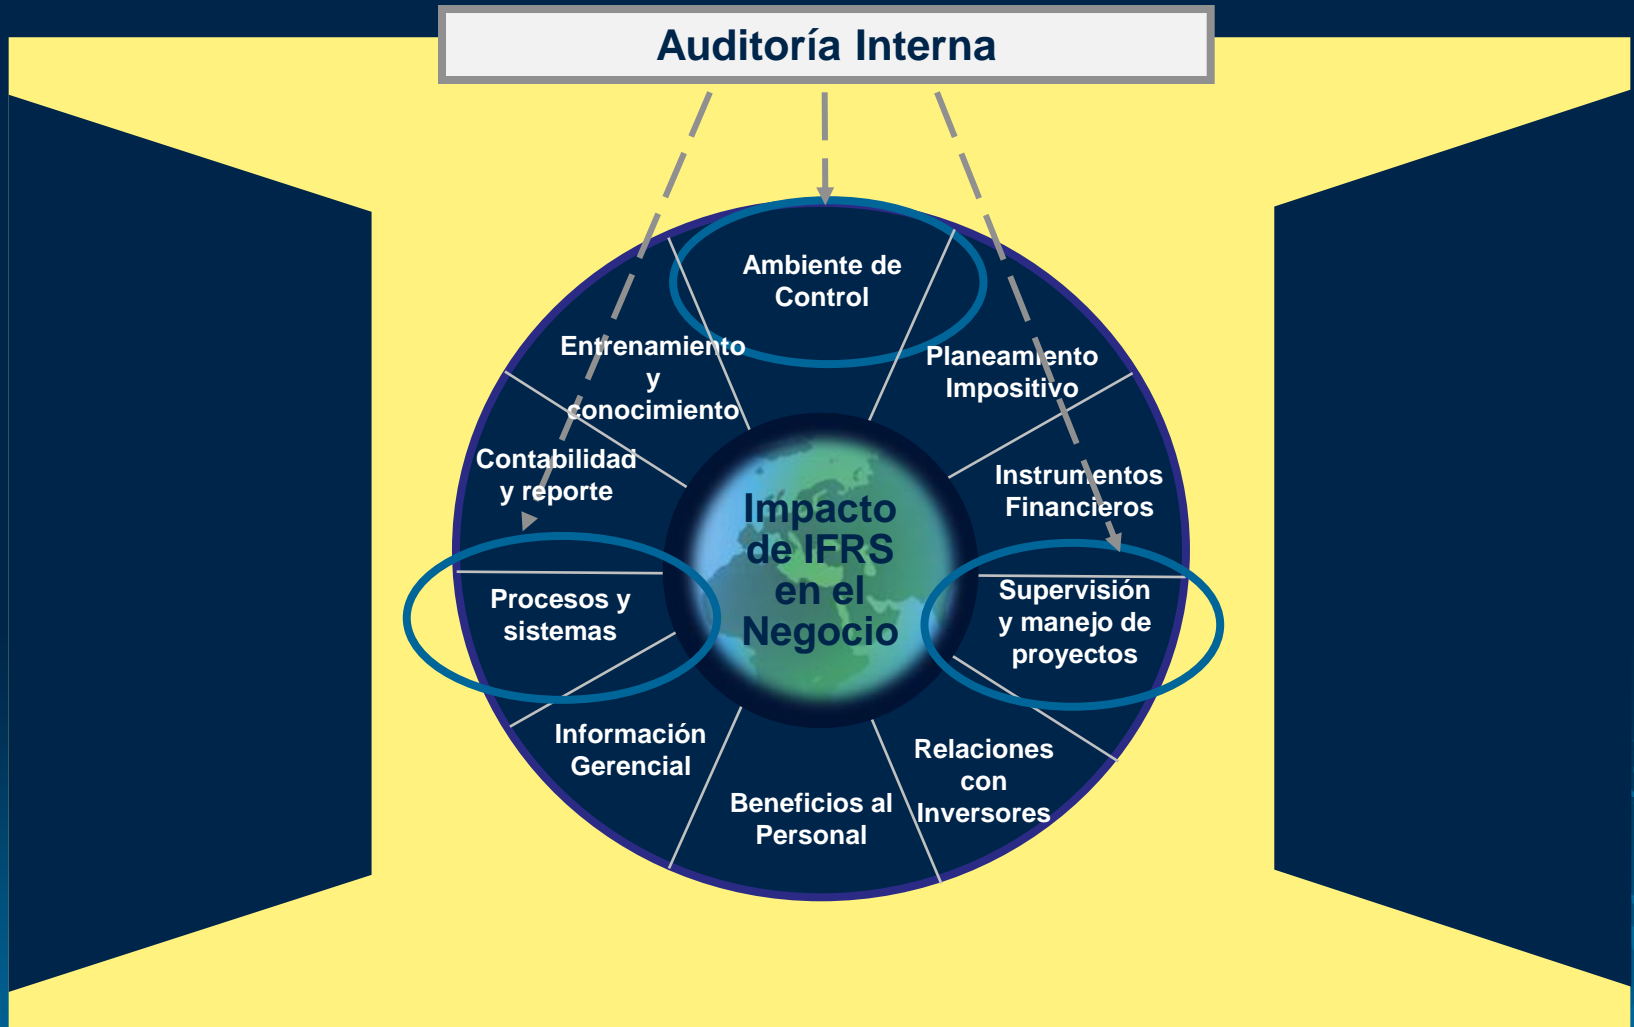 Auditoría Interna
Ambiente de
Control
Entrenamiento
y
conocimiento
Planeamiento
Impositivo
Contabilidad
y reporte
Instrumentos
Financieros
Impacto
de IFRS
en el
Negocio
Procesos y
sistemas
Supervisión
y manejo de
proyectos
Información
Gerencial
Relaciones
con
Inversores
Beneficios al
Personal